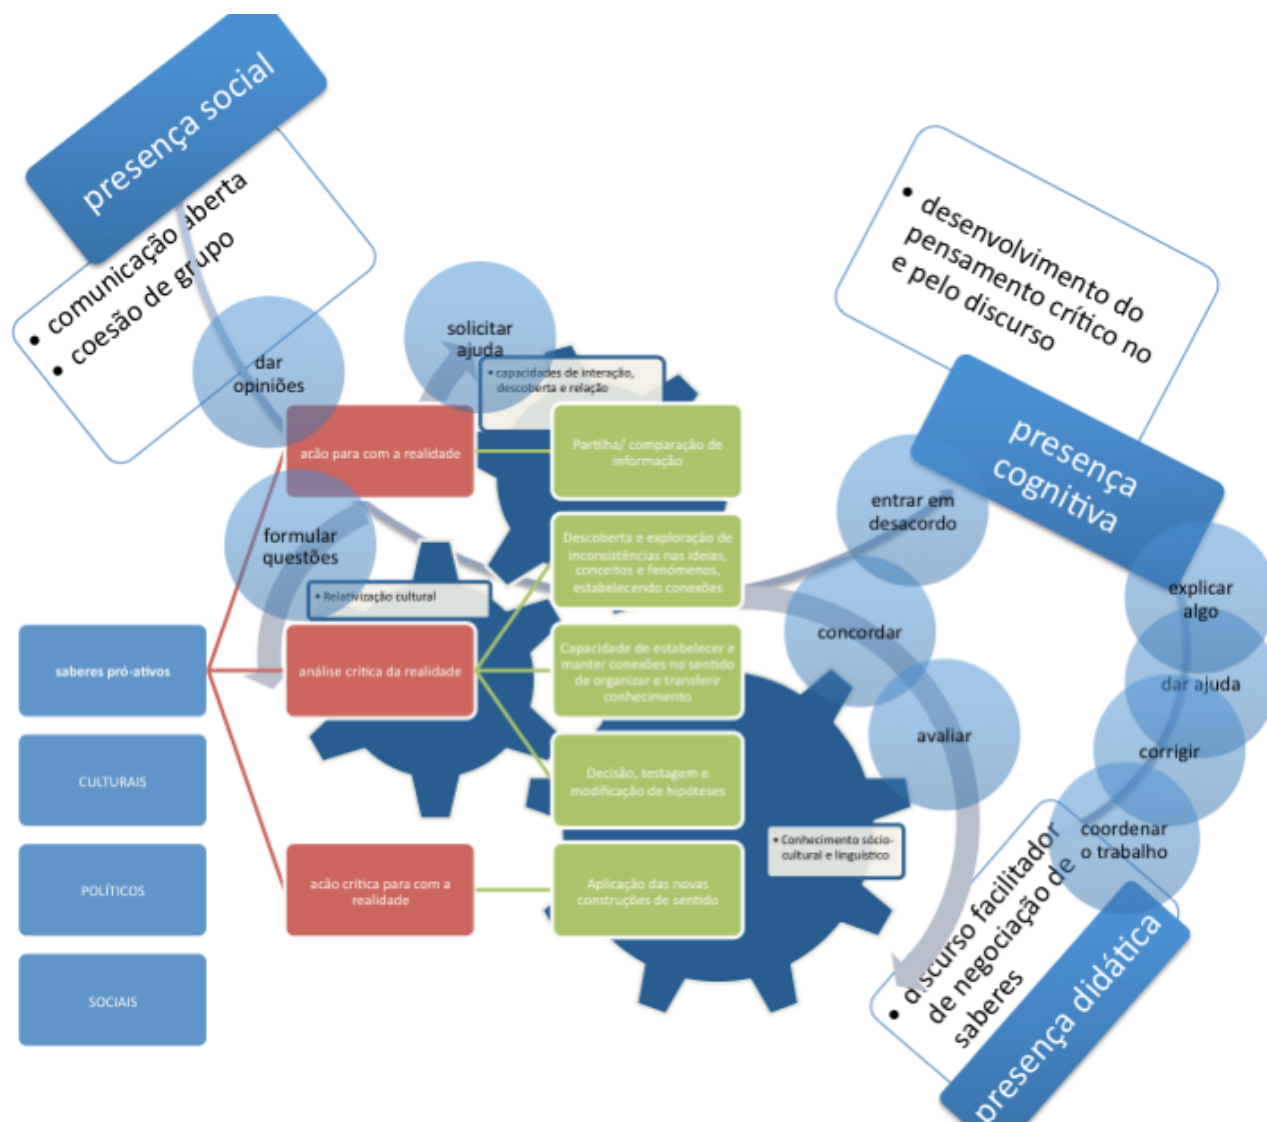 presença social
• comunicação aberta
• coesão de grupo
dar
opiniões
solicitar
ajuda
• capacidades de interação,
descoberta e relação
formular
questões
• Relativização cultural
saberes pró-ativos
CULTURAIS
POLÍTICOS
SOCIAIS
acão para com a realidade
análise crítica da realidade
acão crítica para com a
realidade
Partilha/ comparação de
informação
Descoberta e exploração de
inconsistências nas ideias,
conceitos e fenómenos,
estabelecendo conexões
Capacidade de estabelecer e
manter conexões no sentido
de organizar e transferir
conhecimento
Decisão, testagem e
modificação de hipóteses
Aplicação das novas
construções de sentido
• Conhecimento sócio-
cultural e linguístico
• desenvolvimento do
pensamento crítico no
e pelo discurso
presença
cognitiva
entrar em
desacordo
concordar
avaliar
explicar
algo
dar ajuda
corrigir
coordenar
o trabalho
• discurso facilitador
de negociação de
saberes
presença didática